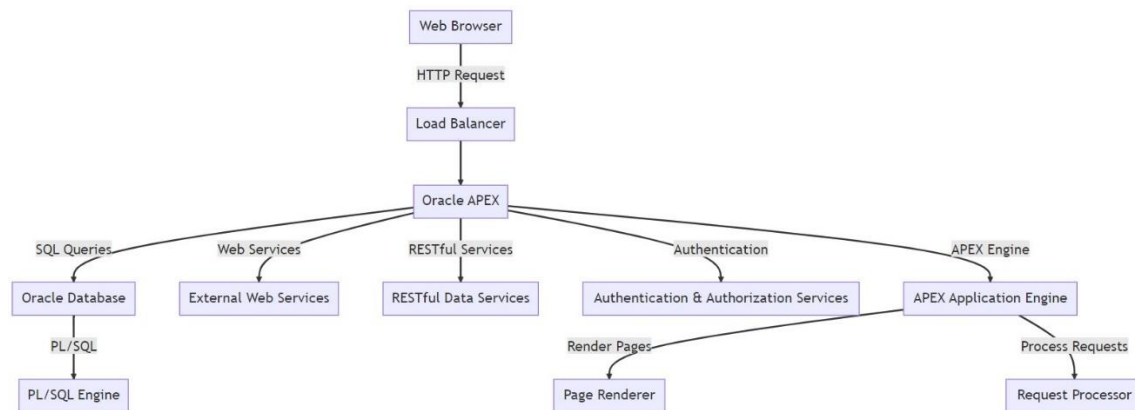 Web Browser
HTTP Request
Load Balancer
Oracle APEX
SQL Queries
Web Services
RESTful Services
Authentication
APEX Engine
Oracle Database
External Web Services
RESTful Data Services
Authentication & Authorization Services
APEX Application Engine
PL/SQL
Render Pages
Process Requests
PL/SQL Engine
Page Renderer
Request Processor